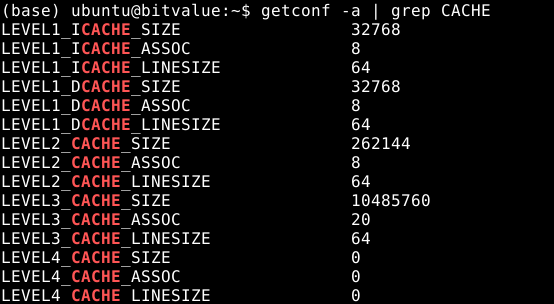 (base) ubuntu@bitvalue:~$ getconf -a | grep CACHE
LEVEL1_ICACHE_SIZE 32768
LEVEL1_ICACHE_ASSOC 8
LEVEL1_ICACHE_LINESIZE 64
LEVEL1_DCACHE_SIZE 32768
LEVEL1_DCACHE_ASSOC 8
LEVEL1_DCACHE_LINESIZE 64
LEVEL2_CACHE_SIZE 262144
LEVEL2_CACHE_ASSOC 8
LEVEL2_CACHE_LINESIZE 64
LEVEL3_CACHE_SIZE 10485760
LEVEL3_CACHE_ASSOC 20
LEVEL3_CACHE_LINESIZE 64
LEVEL4_CACHE_SIZE 0
LEVEL4_CACHE_ASSOC 0
LEVEL4_CACHE_LINESIZE 0